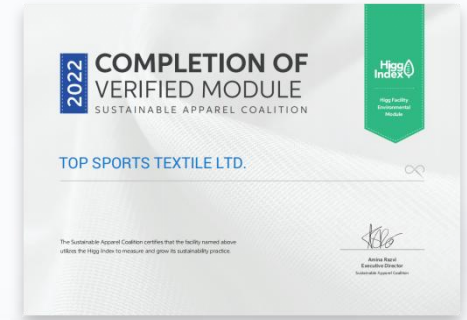 2022
COMPLETION OF
VERIFIED MODULE
SUSTAINABLE APPAREL COALITION
Higg
Index
Higg Facility
Environmental
Module
TOP SPORTS TEXTILE LTD.
The Sustainable Apparel Coalition certifies that the facility named above
utilizes the Higg Index to measure and grow its sustainability practice.
Amina Razvi
Executive Director
Sustainable Apparel Coalition